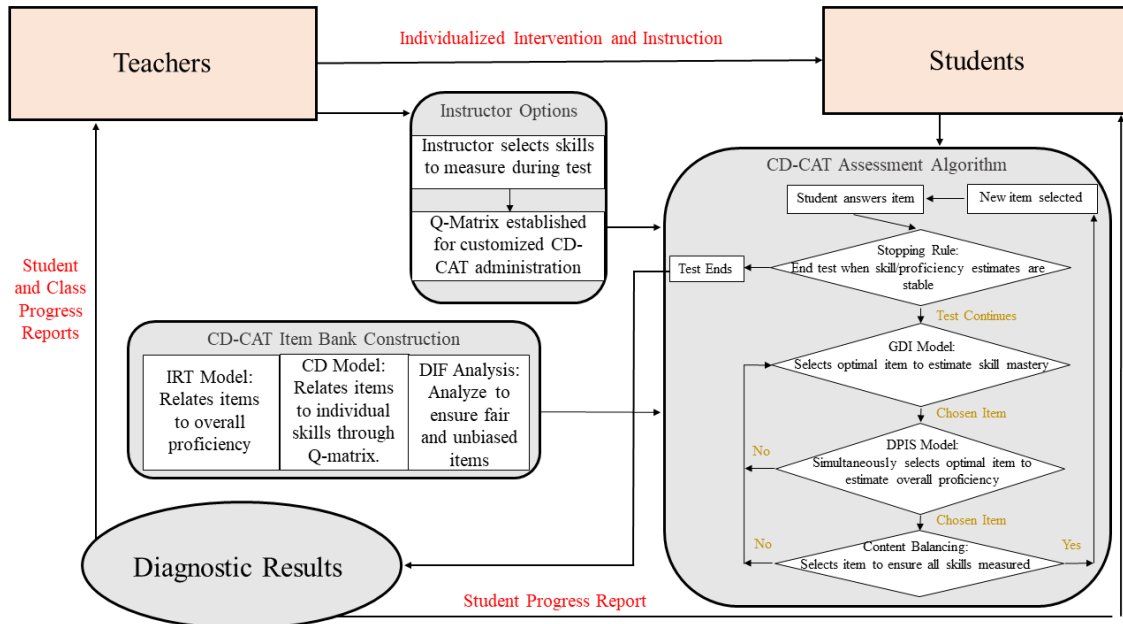 Teachers
Individualized Intervention and Instruction
Students
Instructor Options
Instructor selects skills
to measure during test
Q-Matrix established
for customized CD-
CAT administration
Student
and Class
Progress
Reports
CD-CAT Item Bank Construction
IRT Model:
Relates items
to overall
proficiency
CD Model:
Relates items
to individual
skills through
Q-matrix.
DIF Analysis:
Analyze to
ensure fair
and unbiased
items
CD-CAT Assessment Algorithm
Student answers item
New item selected
Stopping Rule:
End test when skill/proficiency estimates are
stable
Test Ends
Test Continues
GDI Model:
Selects optimal item to estimate skill mastery
Chosen Item
No
DPIS Model:
Simultaneously selects optimal item to
estimate overall proficiency
Chosen Item
No
Content Balancing:
Selects item to ensure all skills measured
Yes
Diagnostic Results
Student Progress Report